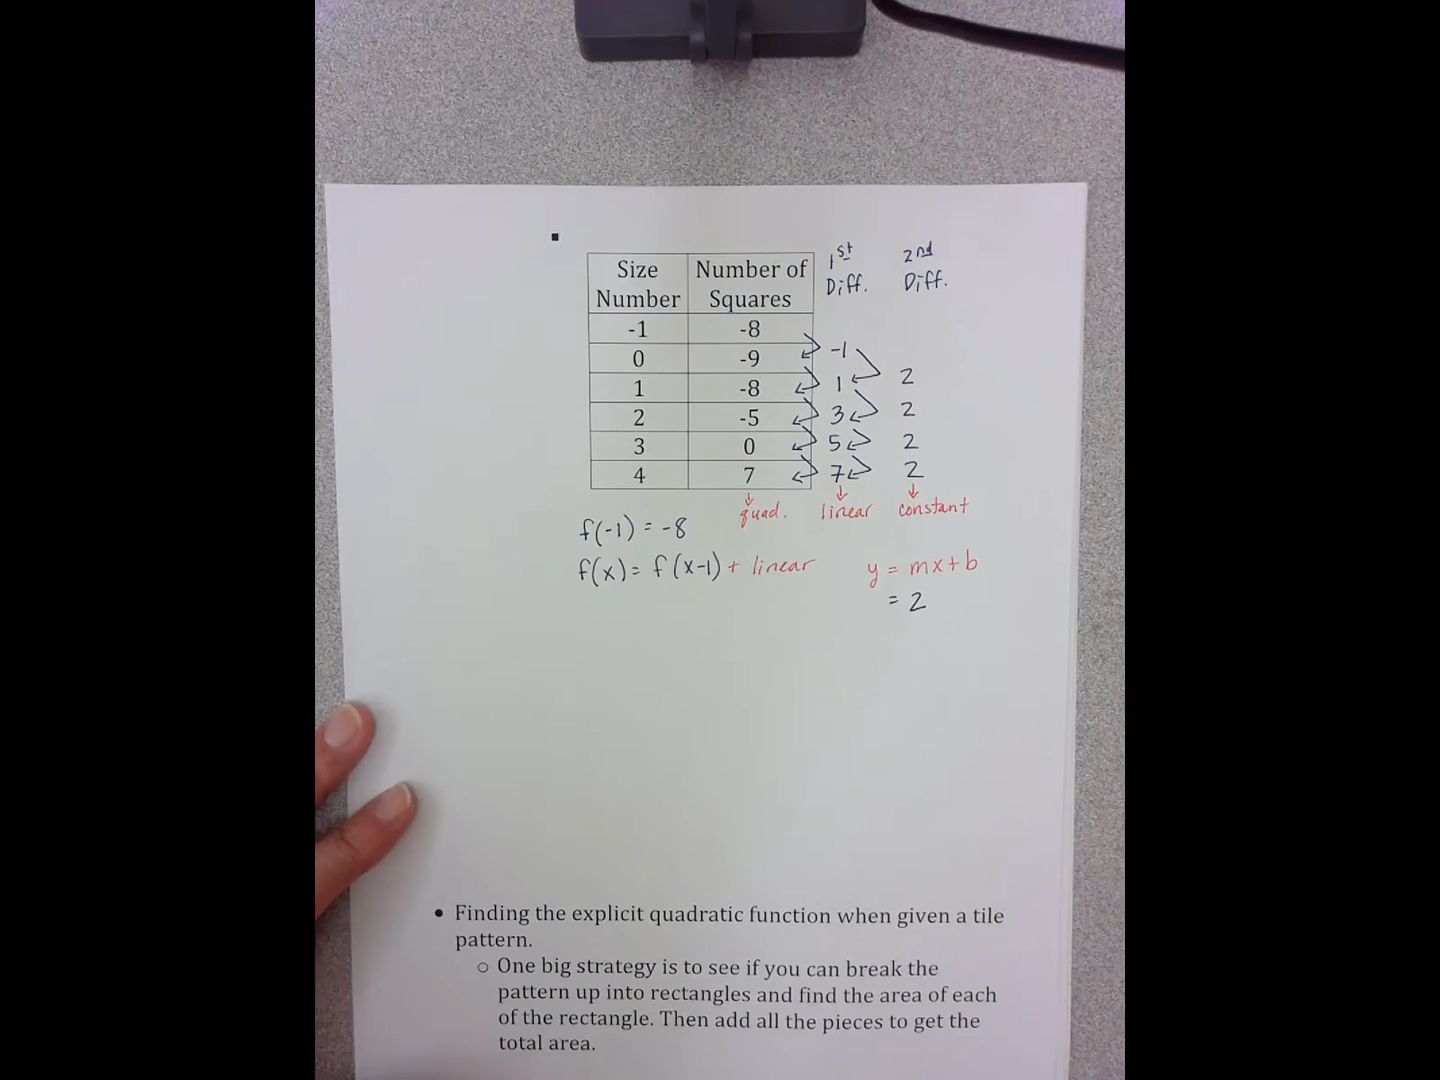 1st 2nd
Size Number of Diff. Diff.
Number Squares
-1 -8
0 -9 -1
1 -8 1 2
2 -5 3 2
3 0 5 2
4 7 7 2
quad. linear constant
f(-1) = -8
f(x) = f(x-1) + linear y = mx+b
= 2
• Finding the explicit quadratic function when given a tile
pattern.
○ One big strategy is to see if you can break the
pattern up into rectangles and find the area of each
of the rectangle. Then add all the pieces to get the
total area.